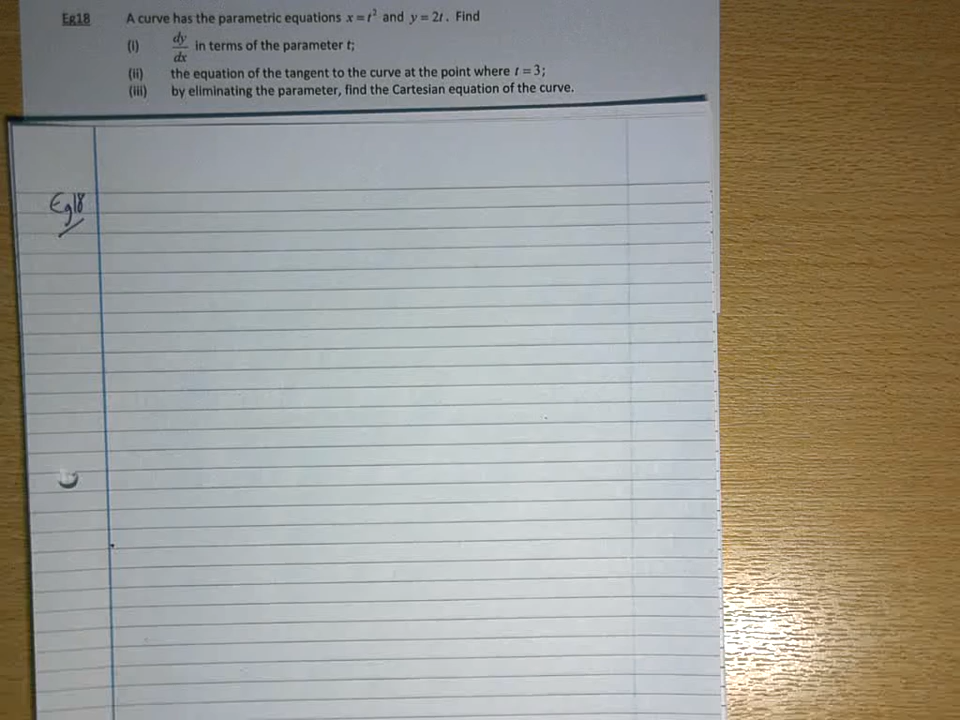 Eg18 A curve has the parametric equations x = t² and y = 2t. Find
(i) dy/dx in terms of the parameter t;
(ii) the equation of the tangent to the curve at the point where t = 3;
(iii) by eliminating the parameter, find the Cartesian equation of the curve.
Eg18